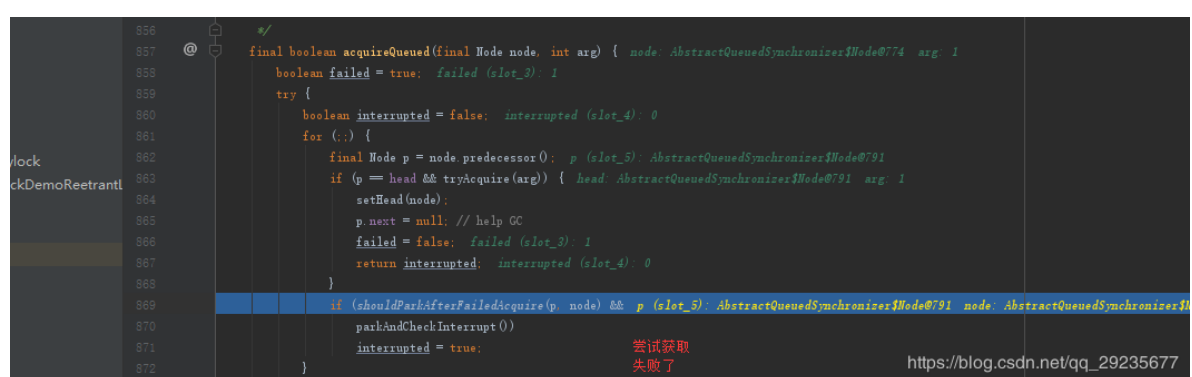 856 */
857 @ final boolean acquireQueued(final Node node, int arg) { node: AbstractQueuedSynchronizer$Node@774 arg: 1
858 boolean failed = true; failed (slot_3): 1
859 try {
860 boolean interrupted = false; interrupted (slot_4): 0
861 for (;;) {
862 final Node p = node.predecessor(); p (slot_5): AbstractQueuedSynchronizer$Node@791
ylock
863 if (p == head && tryAcquire(arg)) { head: AbstractQueuedSynchronizer$Node@791 arg: 1
ckDemoReetrantL
864 setHead(node);
865 p.next = null; // help GC
866 failed = false; failed (slot_3): 1
867 return interrupted; interrupted (slot_4): 0
868 }
869 if (shouldParkAfterFailedAcquire(p, node) && p (slot_5): AbstractQueuedSynchronizer$Node@791 node: AbstractQueuedSynchronizer$N
870 parkAndCheckInterrupt())
871 interrupted = true; 尝试获取
失败了
872 }
https://blog.csdn.net/qq_29235677